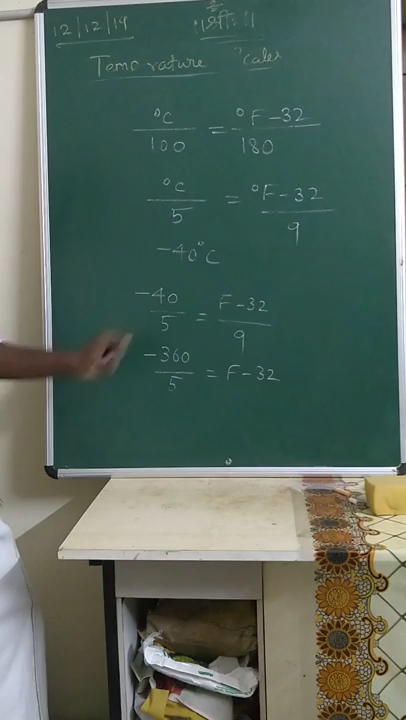 12/12/19 ॥श्रीः॥
Temp rature Scales
°C/100 = °F-32/180
°C/5 = °F-32/9
-40°C
-40/5 = F-32/9
-360/5 = F-32